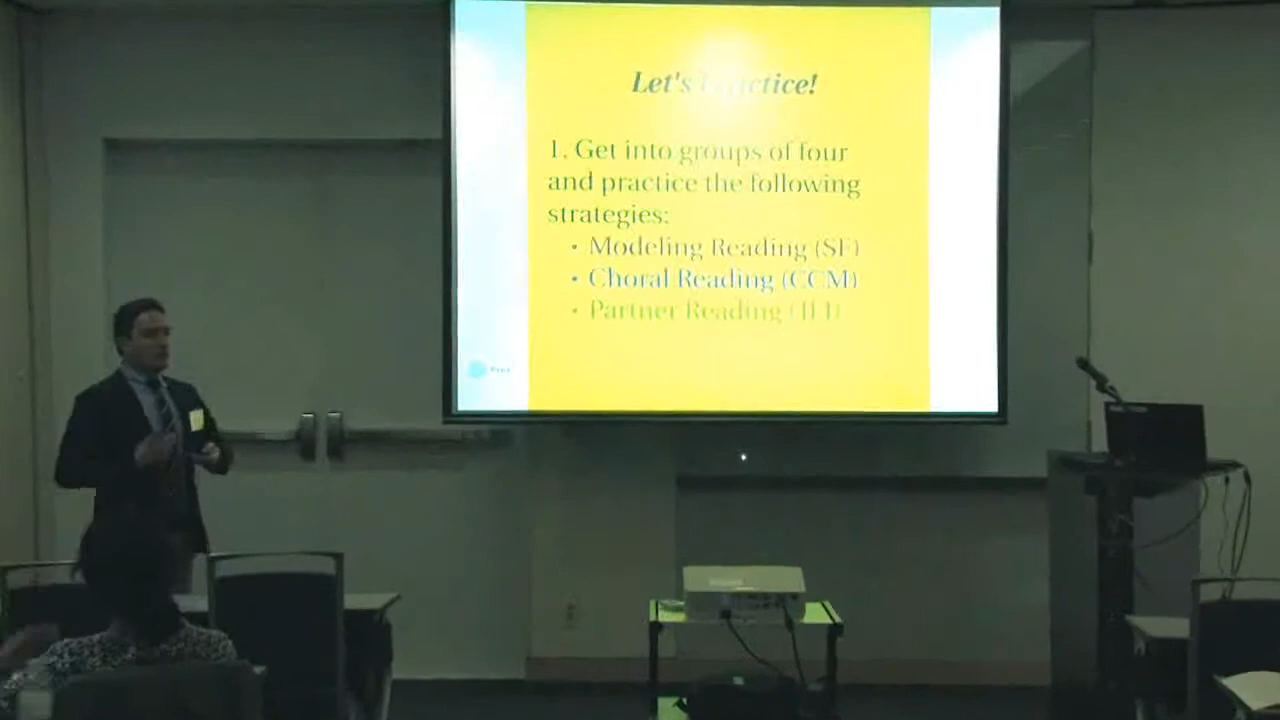 Let's Practice!
1. Get into groups of four
and practice the following
strategies:
• Modeling Reading (SF)
• Choral Reading (CCM)
• Partner Reading